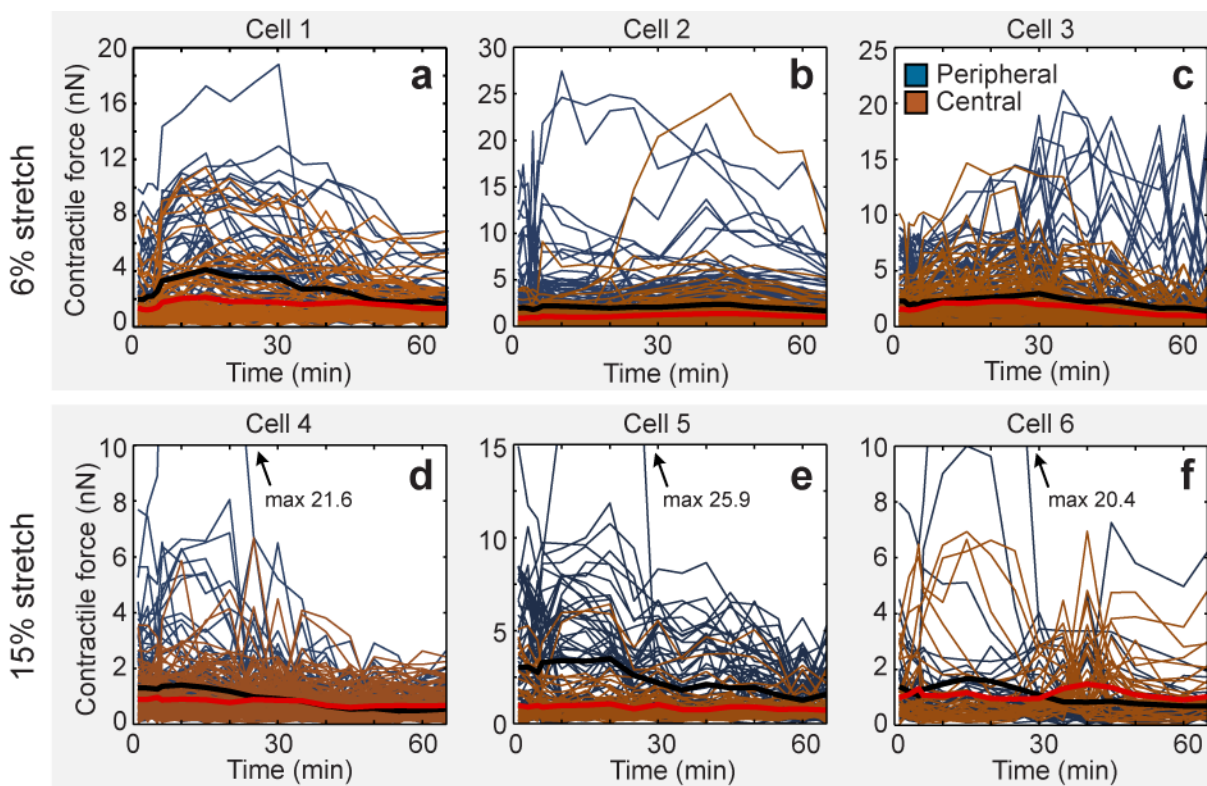 Cell 1
Cell 2
Cell 3
6% stretch
Contractile force (nN)
20
16
12
8
4
0
a
0
30
60
Time (min)
30
25
20
15
10
5
0
b
0
30
60
Time (min)
25
20
15
10
5
0
Peripheral
Central
c
0
30
60
Time (min)
Cell 4
Cell 5
Cell 6
15% stretch
Contractile force (nN)
10
8
6
4
2
0
d
max 21.6
0
30
60
Time (min)
15
10
5
0
e
max 25.9
0
30
60
Time (min)
10
8
6
4
2
0
f
max 20.4
0
30
60
Time (min)